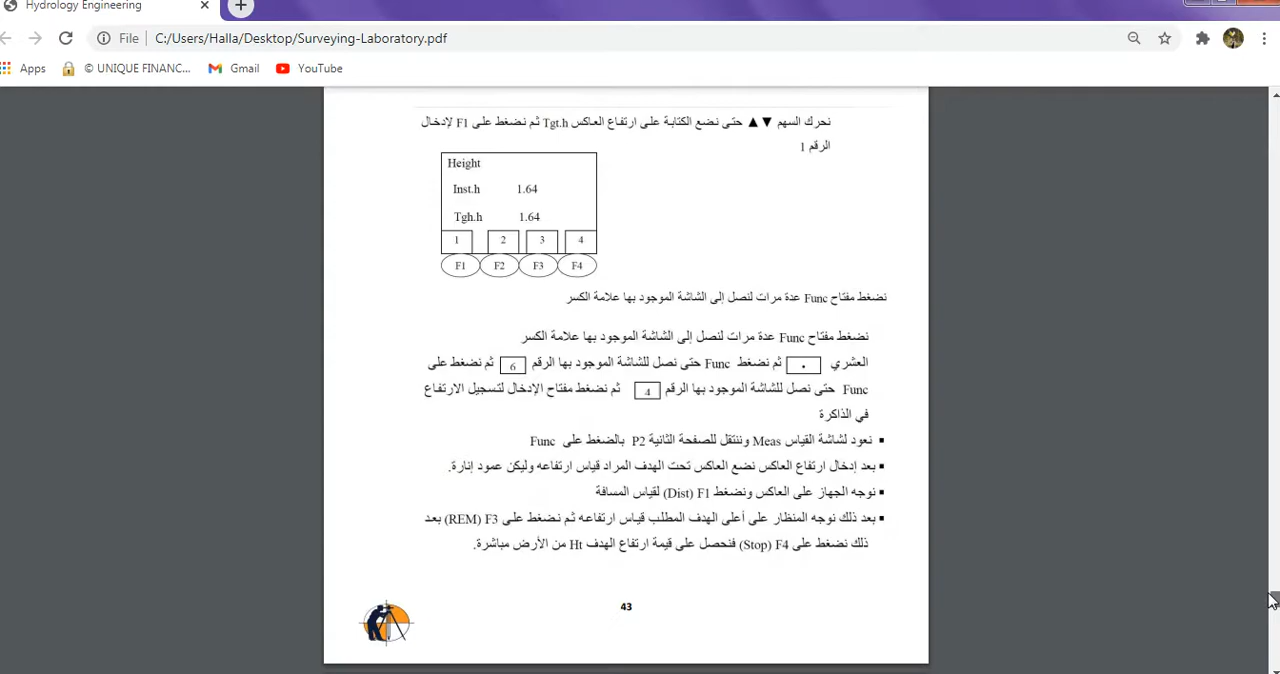 Hydrology Engineering
File C:/Users/Halla/Desktop/Surveying-Laboratory.pdf
Apps © UNIQUE FINANC... Gmail YouTube
نحرك السهم ▼▲ حتى نضع الكتابة على ارتفاع العاكس Tgt.h ثم نضغط على F1 لإدخال
الرقم 1
Height
Inst.h 1.64
Tgh.h 1.64
1 2 3 4
F1 F2 F3 F4
نضغط مفتاح Func عدة مرات لنصل إلى الشاشة الموجود بها علامة الكسر
نضغط مفتاح Func عدة مرات لنصل إلى الشاشة الموجود بها علامة الكسر
العشري . ثم نضغط Func حتى نصل للشاشة الموجود بها الرقم 6 ثم نضغط على
Func حتى نصل للشاشة الموجود بها الرقم 4 ثم نضغط مفتاح الإدخال لتسجيل الارتفاع
في الذاكرة
▪ نعود لشاشة القياس Meas وننتقل للصفحة الثانية P2 بالضغط على Func
▪ بعد إدخال ارتفاع العاكس نضع العاكس تحت الهدف المراد قياس ارتفاعه وليكن عمود إنارة.
▪ نوجه الجهاز على العاكس ونضغط F1 (Dist) لقياس المسافة
▪ بعد ذلك نوجه المنظار على أعلى الهدف المطلب قياس ارتفاعه ثم نضغط على F3 (REM) بعد
ذلك نضغط على F4 (Stop) فنحصل على قيمة ارتفاع الهدف Ht من الأرض مباشرة.
43